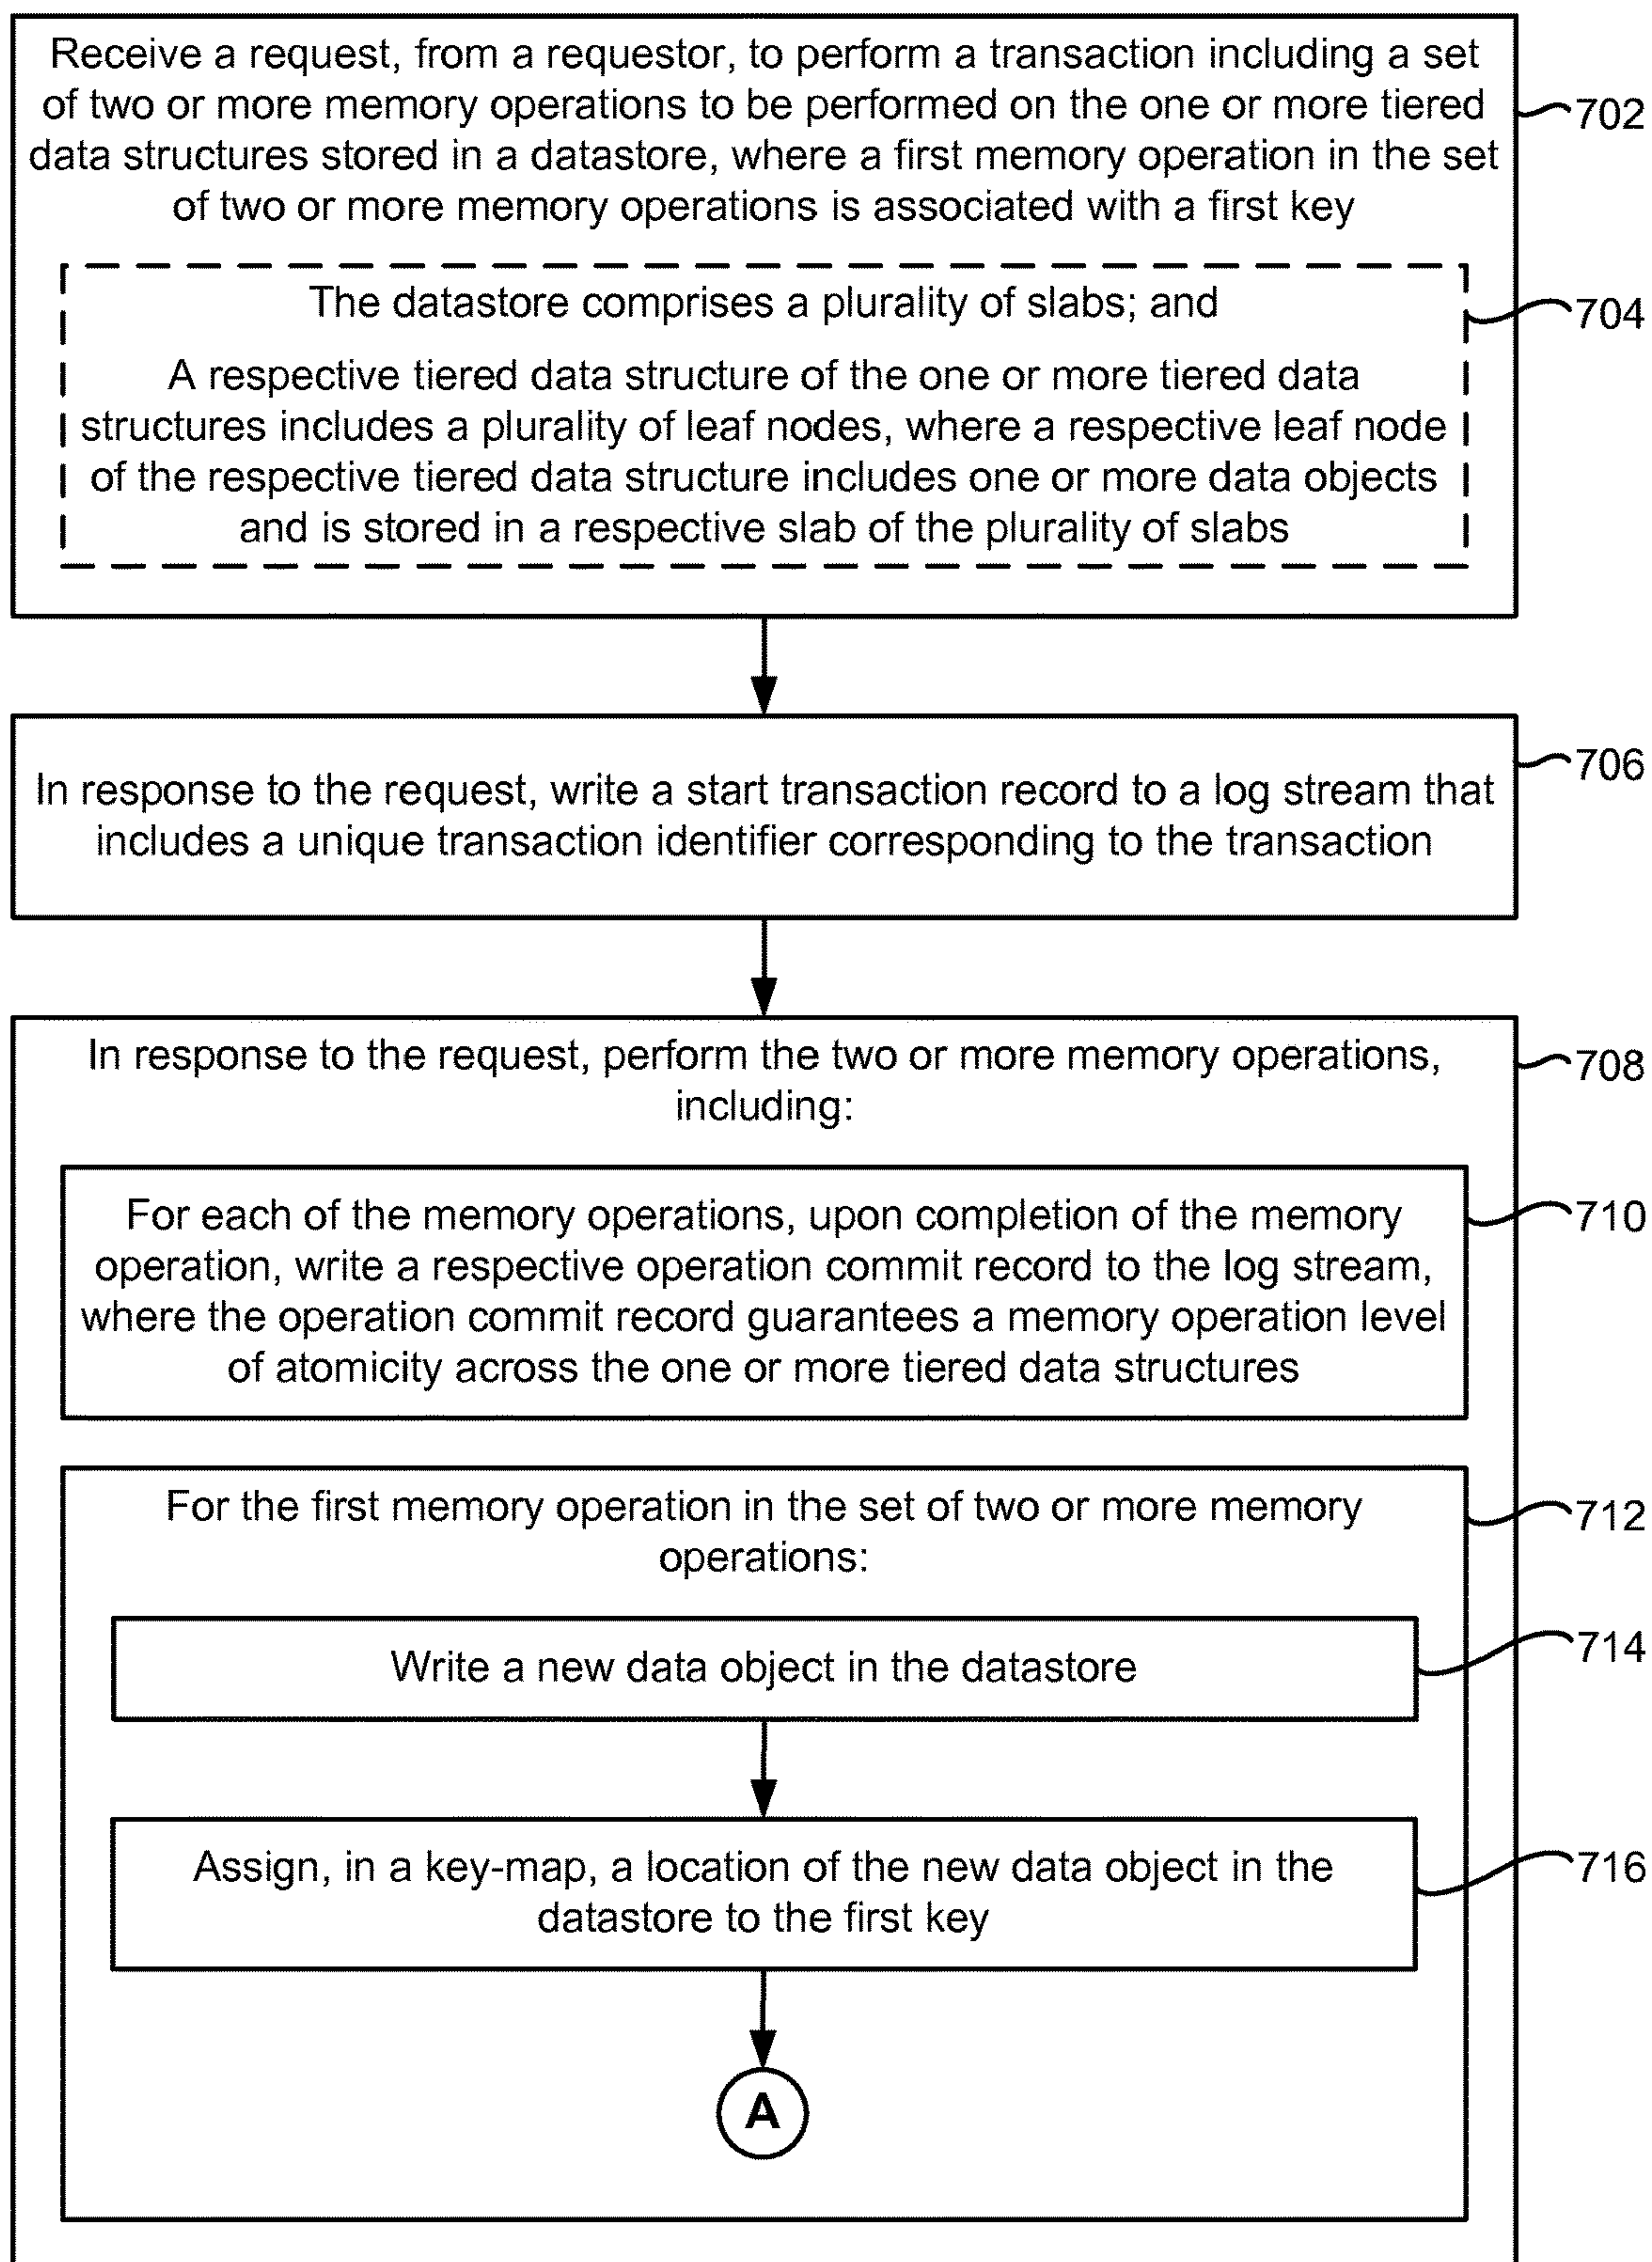 Receive a request, from a requestor, to perform a transaction including a set
of two or more memory operations to be performed on the one or more tiered
data structures stored in a datastore, where a first memory operation in the set
of two or more memory operations is associated with a first key
702
The datastore comprises a plurality of slabs; and
704
A respective tiered data structure of the one or more tiered data
structures includes a plurality of leaf nodes, where a respective leaf node
of the respective tiered data structure includes one or more data objects
and is stored in a respective slab of the plurality of slabs
706
In response to the request, write a start transaction record to a log stream that
includes a unique transaction identifier corresponding to the transaction
In response to the request, perform the two or more memory operations,
including:
708
For each of the memory operations, upon completion of the memory
operation, write a respective operation commit record to the log stream,
where the operation commit record guarantees a memory operation level
of atomicity across the one or more tiered data structures
710
For the first memory operation in the set of two or more memory
operations:
712
Write a new data object in the datastore
714
Assign, in a key-map, a location of the new data object in the
datastore to the first key
716
A